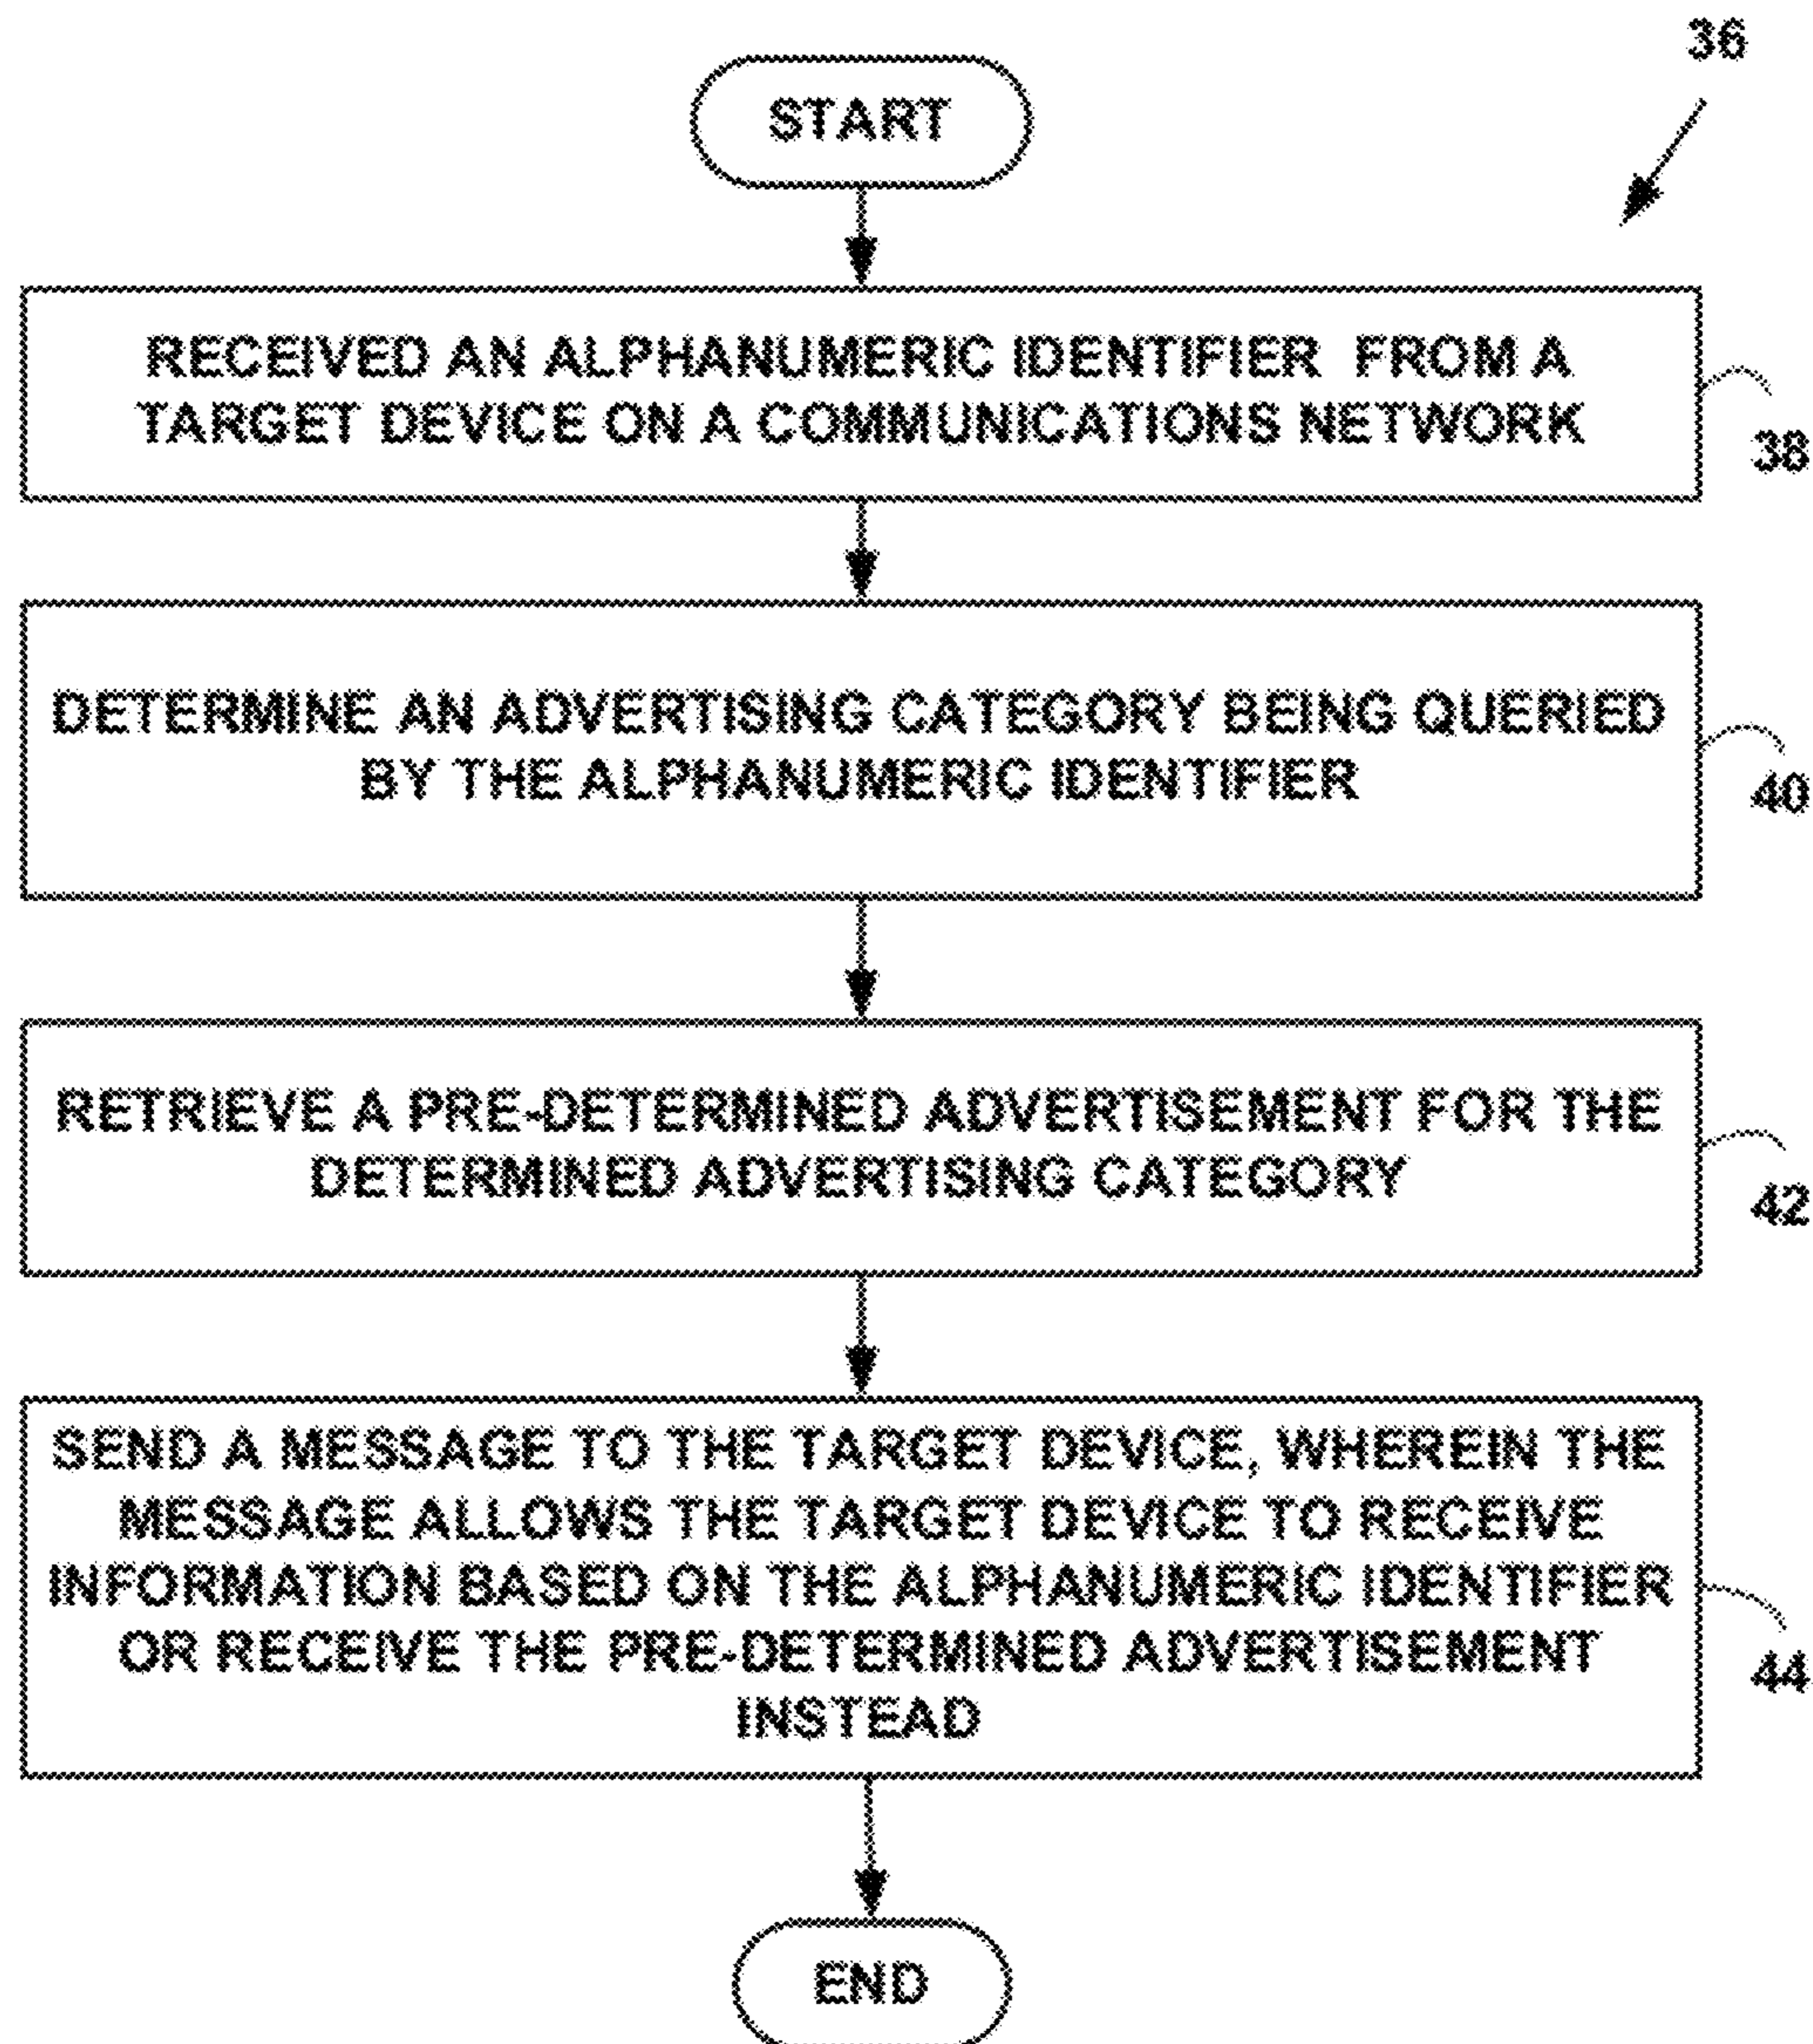 36
START
RECEIVED AN ALPHANUMERIC IDENTIFIER FROM A
TARGET DEVICE ON A COMMUNICATIONS NETWORK
38
DETERMINE AN ADVERTISING CATEGORY BEING QUERIED
BY THE ALPHANUMERIC IDENTIFIER
40
RETRIEVE A PRE-DETERMINED ADVERTISEMENT FOR THE
DETERMINED ADVERTISING CATEGORY
42
SEND A MESSAGE TO THE TARGET DEVICE, WHEREIN THE
MESSAGE ALLOWS THE TARGET DEVICE TO RECEIVE
INFORMATION BASED ON THE ALPHANUMERIC IDENTIFIER
OR RECEIVE THE PRE-DETERMINED ADVERTISEMENT
INSTEAD
44
END